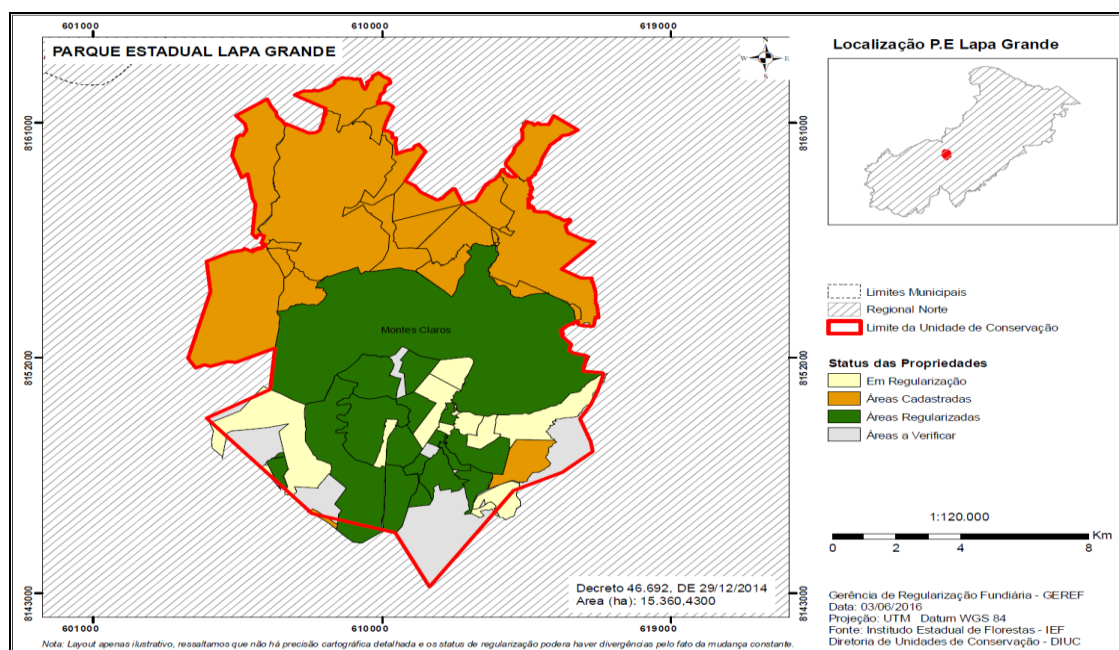 601000
610000
619000
PARQUE ESTADUAL LAPA GRANDE
N
W
E
S
8161000
8161000
Montes Claros
8152000
8152000
8143000
8143000
Decreto 46.692, DE 29/12/2014
Area (ha): 15.360,4300
601000
610000
619000
Nota: Layout apenas ilustrativo, ressaltamos que não há precisão cartográfica detalhada e os status de regularização podera haver divergências pelo fato da mudança constante.
Localização P.E Lapa Grande
Limites Municipais
Regional Norte
Limite da Unidade de Conservação
Status das Propriedades
Em Regularização
Áreas Cadastradas
Áreas Regularizadas
Áreas a Verificar
1:120.000
Km
0 2 4 8
Gerência de Regularização Fundiária - GEREF
Data: 03/06/2016
Projeção: UTM Datum WGS 84
Fonte: Instituto Estadual de Florestas - IEF
Diretoria de Unidades de Conservação - DIUC